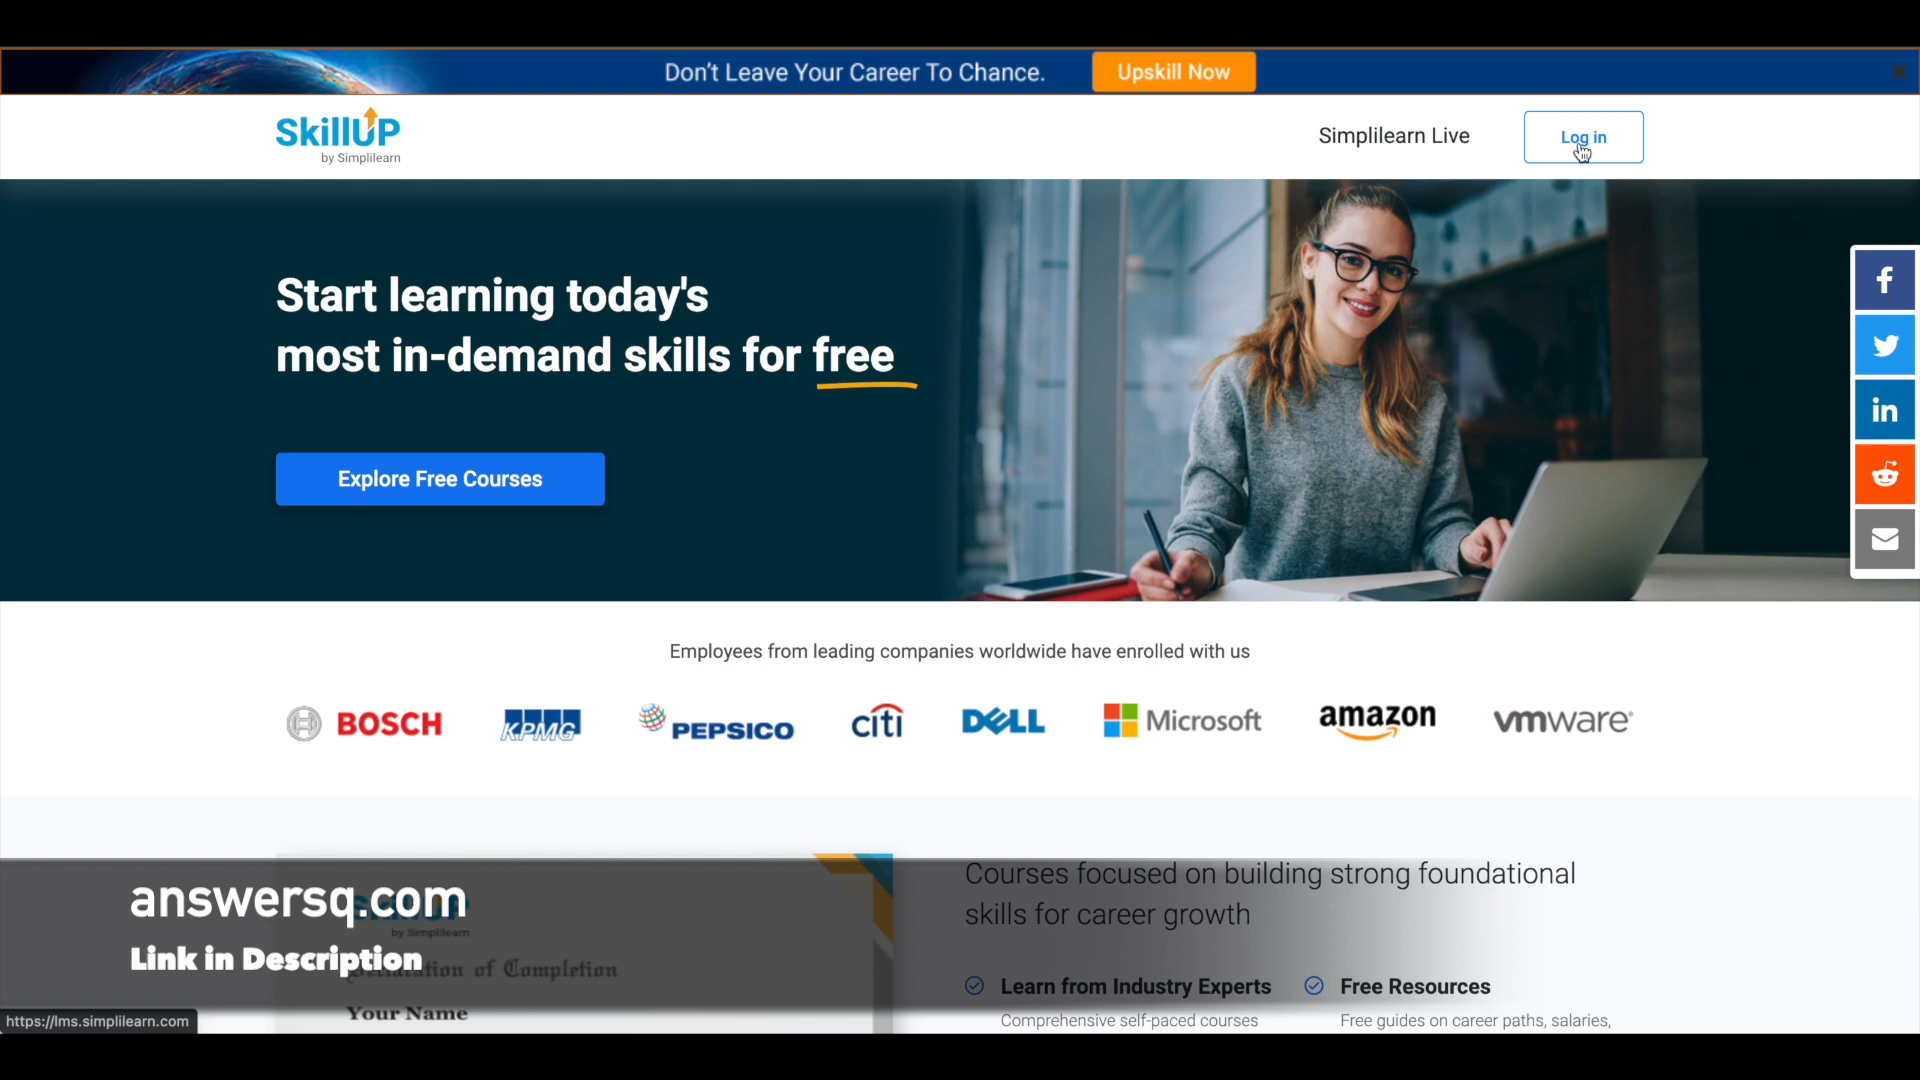 Don't Leave Your Career To Chance.
Upskill Now
SkillUP
by Simplilearn
Simplilearn Live
Log in
Start learning today's
most in-demand skills for free
Explore Free Courses
Employees from leading companies worldwide have enrolled with us
BOSCH
KPMG
PEPSICO
citi
DELL
Microsoft
amazon
vmware
answersq.com
Link in Description
by Simplilearn
of Completion
Your Name
Courses focused on building strong foundational
skills for career growth
Learn from Industry Experts
Comprehensive self-paced courses
Free Resources
Free guides on career paths, salaries,
https://lms.simplilearn.com